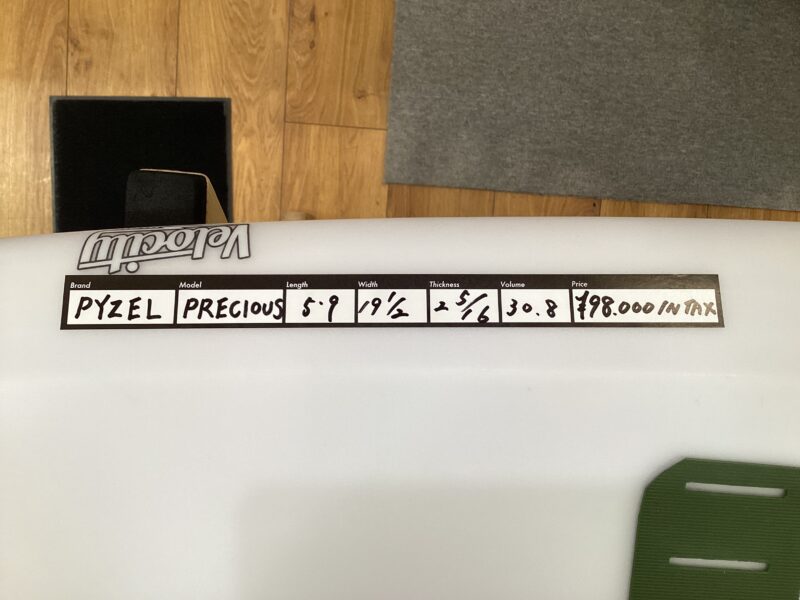 Velocity
Brand Model Length Width Thickness Volume Price
PYZEL PRECIOUS 5.9 19 1/2 2 5/16 30.8 ¥98.000 IN TAX